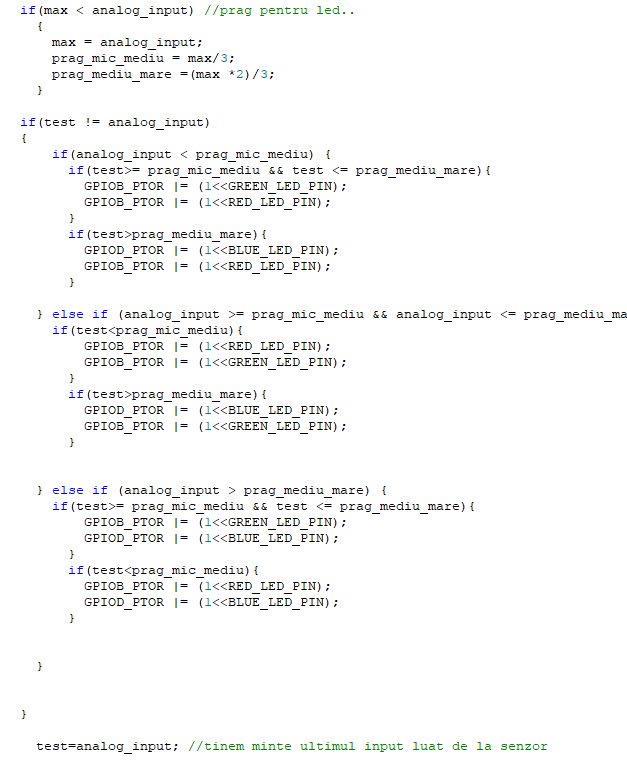 if(max < analog_input) //prag pentru led..
{
max = analog_input;
prag_mic_mediu = max/3;
prag_mediu_mare =(max *2)/3;
}
if(test != analog_input)
{
if(analog_input < prag_mic_mediu) {
if(test>= prag_mic_mediu && test <= prag_mediu_mare){
GPIOB_PTOR |= (1<<GREEN_LED_PIN);
GPIOB_PTOR |= (1<<RED_LED_PIN);
}
if(test>prag_mediu_mare){
GPIOD_PTOR |= (1<<BLUE_LED_PIN);
GPIOB_PTOR |= (1<<RED_LED_PIN);
}
} else if (analog_input >= prag_mic_mediu && analog_input <= prag_mediu_ma
if(test<prag_mic_mediu){
GPIOB_PTOR |= (1<<RED_LED_PIN);
GPIOB_PTOR |= (1<<GREEN_LED_PIN);
}
if(test>prag_mediu_mare){
GPIOD_PTOR |= (1<<BLUE_LED_PIN);
GPIOB_PTOR |= (1<<GREEN_LED_PIN);
}
} else if (analog_input > prag_mediu_mare) {
if(test>= prag_mic_mediu && test <= prag_mediu_mare){
GPIOB_PTOR |= (1<<GREEN_LED_PIN);
GPIOD_PTOR |= (1<<BLUE_LED_PIN);
}
if(test<prag_mic_mediu){
GPIOB_PTOR |= (1<<RED_LED_PIN);
GPIOD_PTOR |= (1<<BLUE_LED_PIN);
}
}
}
test=analog_input; //tinem minte ultimul input luat de la senzor